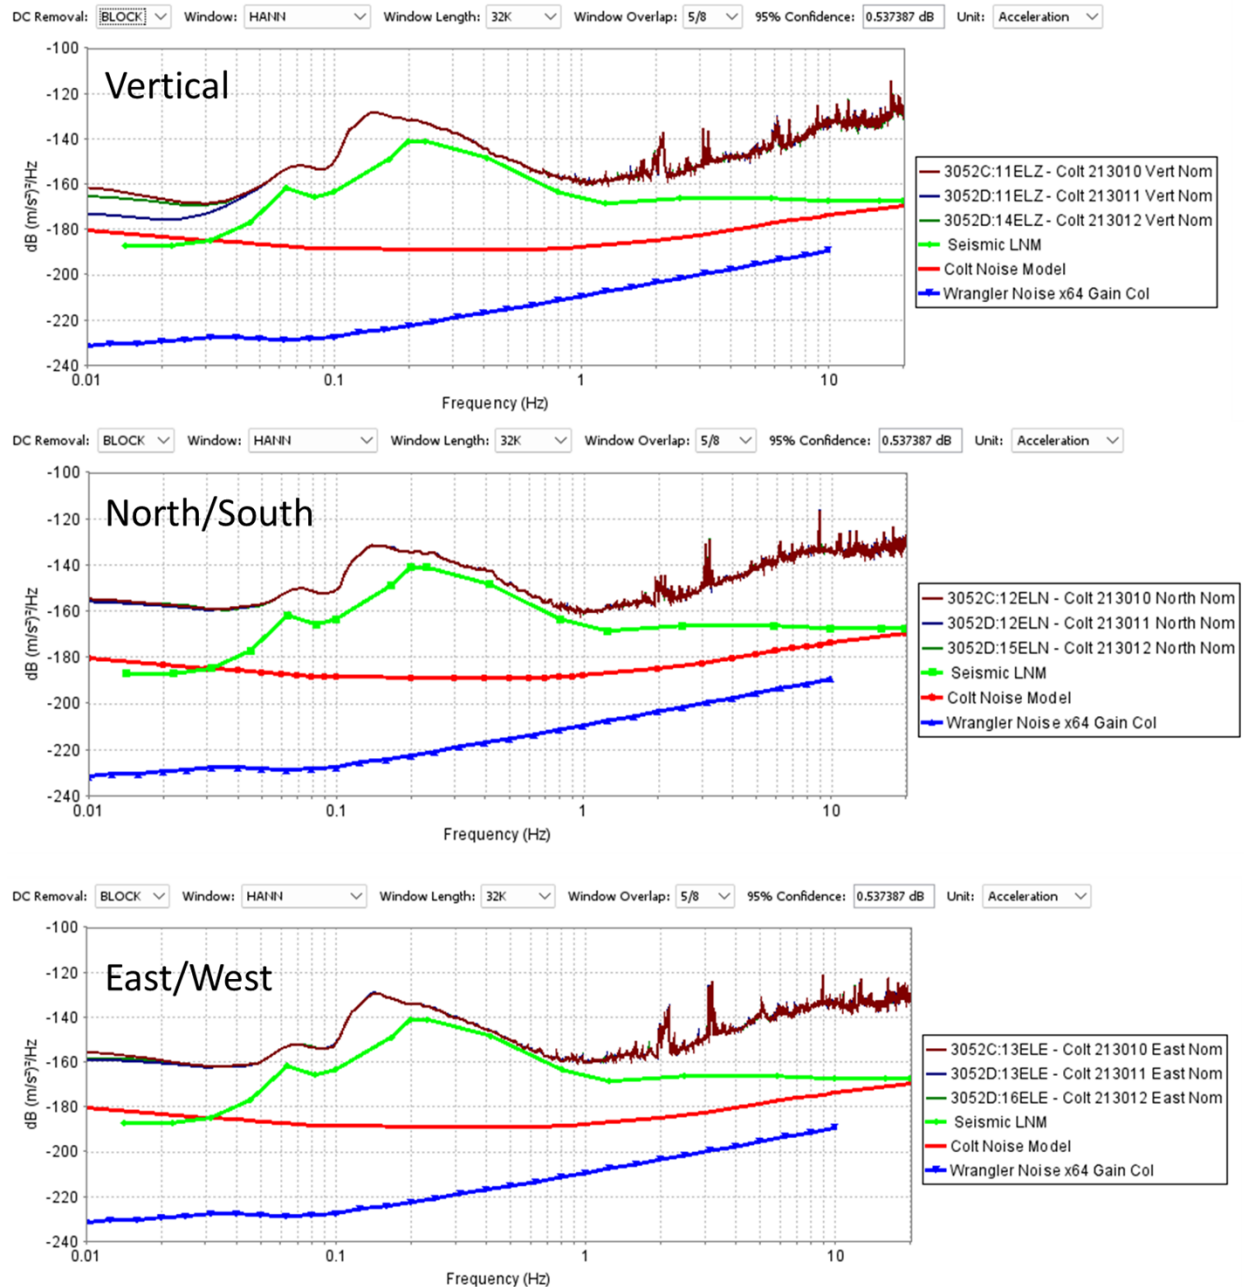 DC Removal: BLOCK Window: HANN Window Length: 32K Window Overlap: 5/8 95% Confidence: 0.537387 dB Unit: Acceleration
Vertical
dB (m/s²)²/Hz
-100
-120
-140
-160
-180
-200
-220
-240
0.01 0.1 1 10
Frequency (Hz)
3052C:11ELZ - Colt 213010 Vert Nom
3052D:11ELZ - Colt 213011 Vert Nom
3052D:14ELZ - Colt 213012 Vert Nom
Seismic LNM
Colt Noise Model
Wrangler Noise x64 Gain Col
DC Removal: BLOCK Window: HANN Window Length: 32K Window Overlap: 5/8 95% Confidence: 0.537387 dB Unit: Acceleration
North/South
dB (m/s²)²/Hz
-100
-120
-140
-160
-180
-200
-220
-240
0.01 0.1 1 10
Frequency (Hz)
3052C:12ELN - Colt 213010 North Nom
3052D:12ELN - Colt 213011 North Nom
3052D:15ELN - Colt 213012 North Nom
Seismic LNM
Colt Noise Model
Wrangler Noise x64 Gain Col
DC Removal: BLOCK Window: HANN Window Length: 32K Window Overlap: 5/8 95% Confidence: 0.537387 dB Unit: Acceleration
East/West
dB (m/s²)²/Hz
-100
-120
-140
-160
-180
-200
-220
-240
0.01 0.1 1 10
Frequency (Hz)
3052C:13ELE - Colt 213010 East Nom
3052D:13ELE - Colt 213011 East Nom
3052D:16ELE - Colt 213012 East Nom
Seismic LNM
Colt Noise Model
Wrangler Noise x64 Gain Col